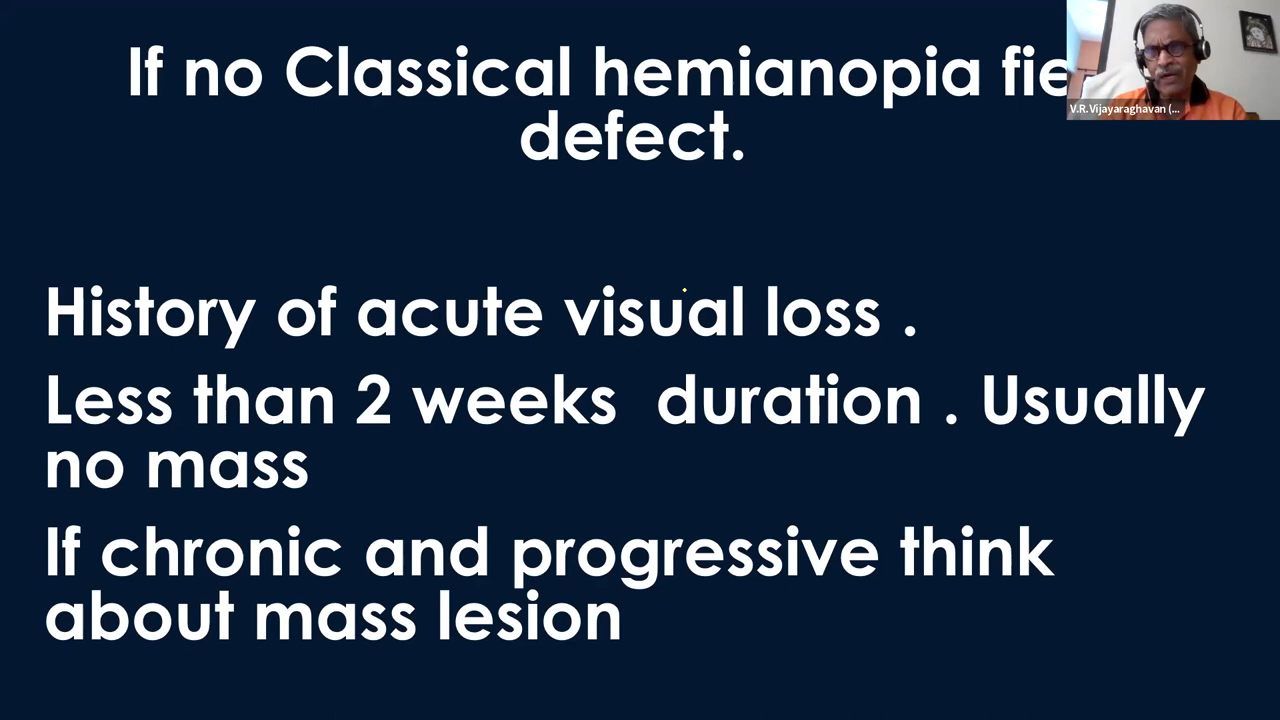 If no Classical hemianopia fie
defect.
V.R.Vijayaraghavan (...
History of acute visual loss .
Less than 2 weeks duration . Usually
no mass
If chronic and progressive think
about mass lesion